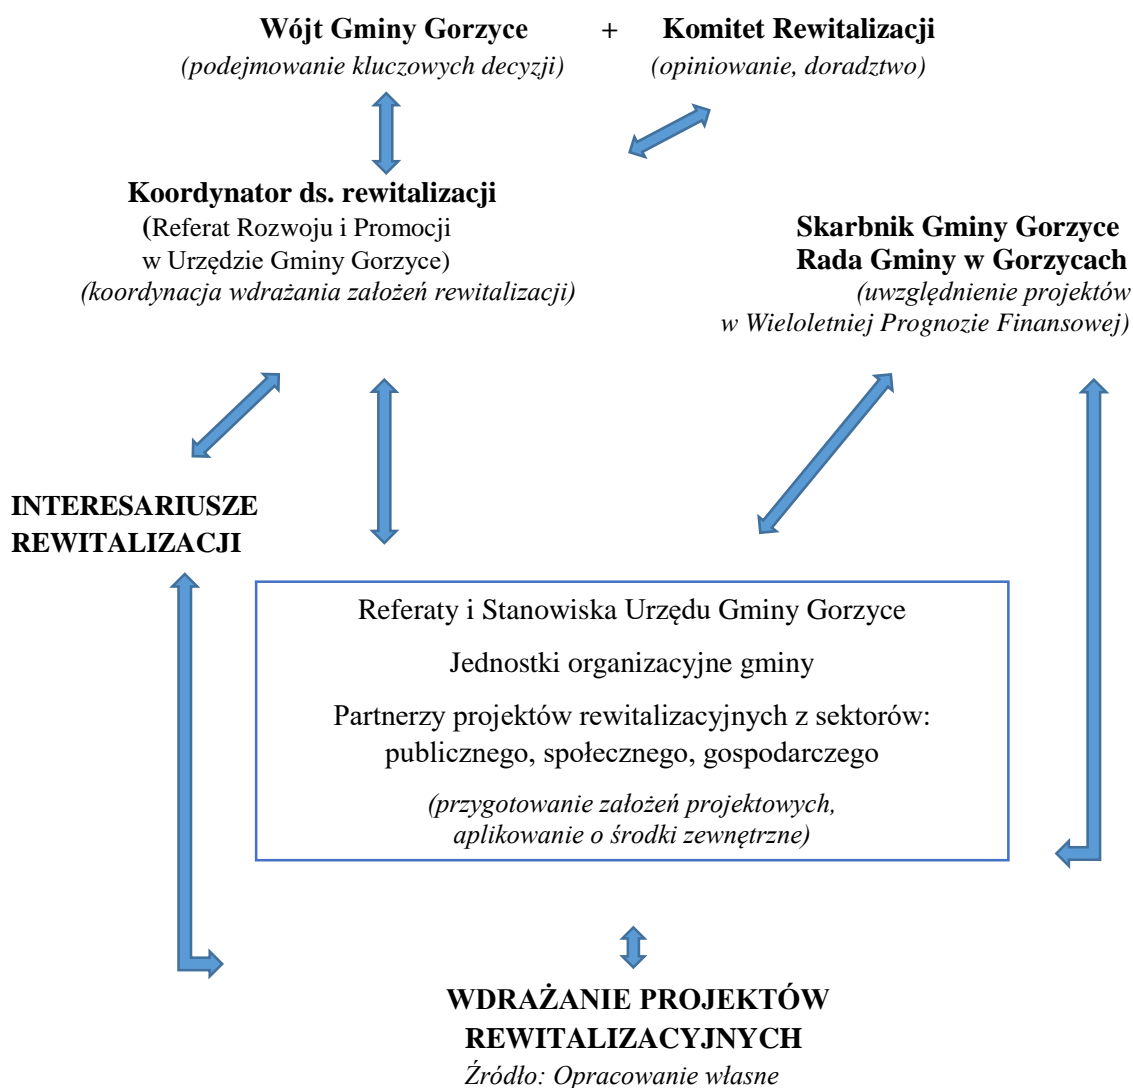 Wójt Gminy Gorzyce + Komitet Rewitalizacji
(podejmowanie kluczowych decyzji) (opiniowanie, doradztwo)
Koordynator ds. rewitalizacji
(Referat Rozwoju i Promocji
w Urzędzie Gminy Gorzyce)
(koordynacja wdrażania założeń rewitalizacji)
Skarbnik Gminy Gorzyce
Rada Gminy w Gorzycach
(uwzględnienie projektów
w Wieloletniej Prognozie Finansowej)
INTERESARIUSZE
REWITALIZACJI
Referaty i Stanowiska Urzędu Gminy Gorzyce
Jednostki organizacyjne gminy
Partnerzy projektów rewitalizacyjnych z sektorów:
publicznego, społecznego, gospodarczego
(przygotowanie założeń projektowych,
aplikowanie o środki zewnętrzne)
WDRAŻANIE PROJEKTÓW
REWITALIZACYJNYCH
Źródło: Opracowanie własne